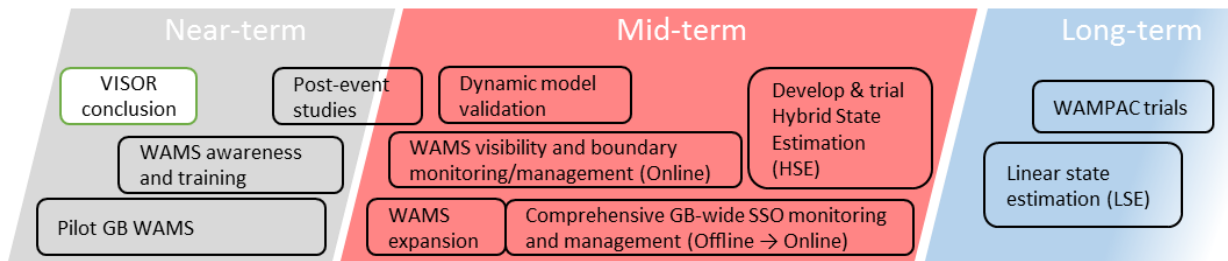 Near-term
Mid-term
Long-term
VISOR
conclusion
Post-event
studies
Dynamic model
validation
Develop & trial
Hybrid State
Estimation
(HSE)
WAMPAC trials
WAMS awareness
and training
WAMS visibility and boundary
monitoring/management (Online)
Linear state
estimation (LSE)
Pilot GB WAMS
WAMS
expansion
Comprehensive GB-wide SSO monitoring
and management (Offline → Online)